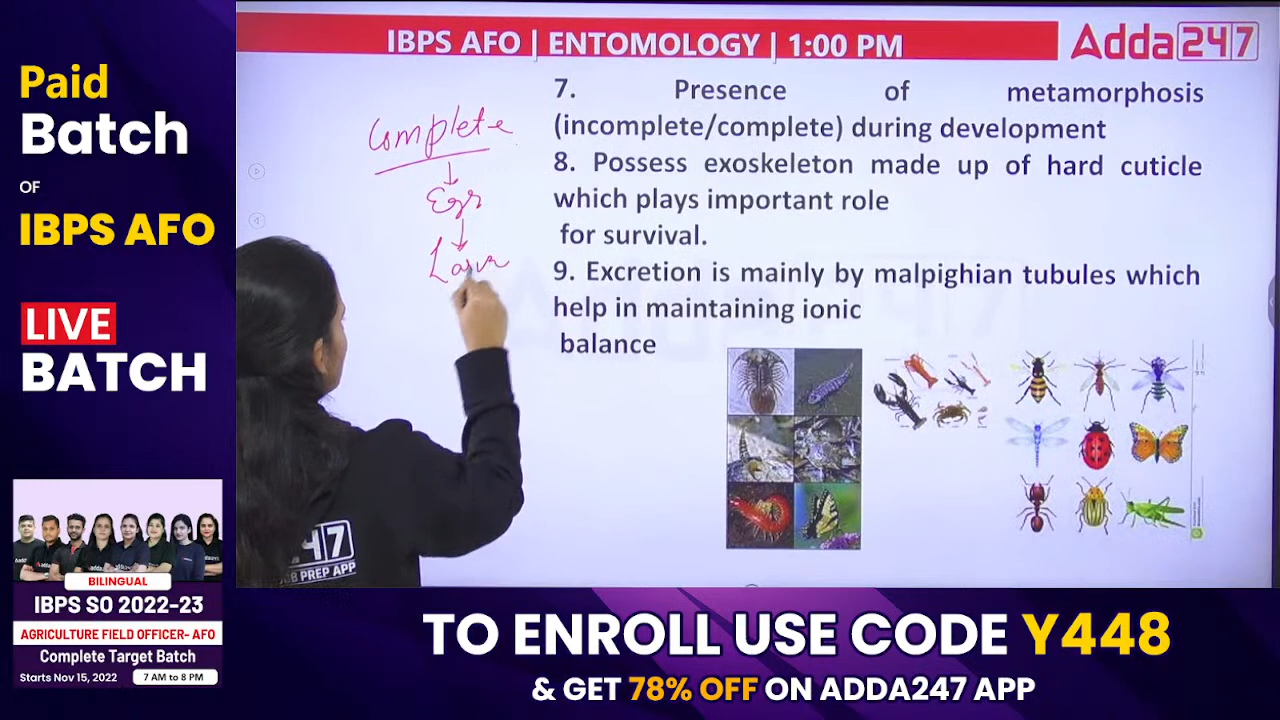 Paid
Batch
OF
IBPS AFO
LIVE
BATCH
BILINGUAL
IBPS SO 2022-23
AGRICULTURE FIELD OFFICER- AFO
Complete Target Batch
Starts Nov 15, 2022
7 AM to 8 PM
IBPS AFO | ENTOMOLOGY | 1:00 PM
Adda247
Complete
Egg
Larv
7. Presence of metamorphosis
(incomplete/complete) during development
8. Possess exoskeleton made up of hard cuticle
which plays important role
for survival.
9. Excretion is mainly by malpighian tubules which
help in maintaining ionic
balance
PREP APP
TO ENROLL USE CODE Y448
& GET 78% OFF ON ADDA247 APP